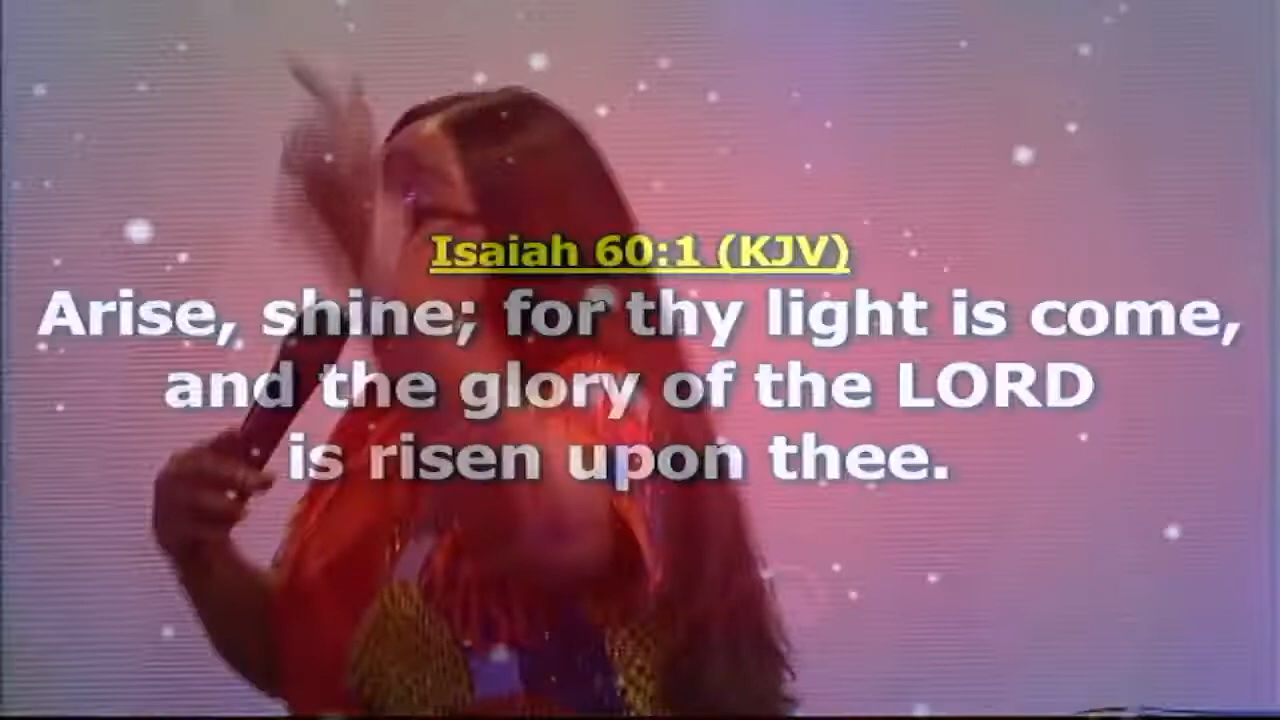 Isaiah 60:1 (KJV)
Arise, shine; for thy light is come,
and the glory of the LORD
is risen upon thee.